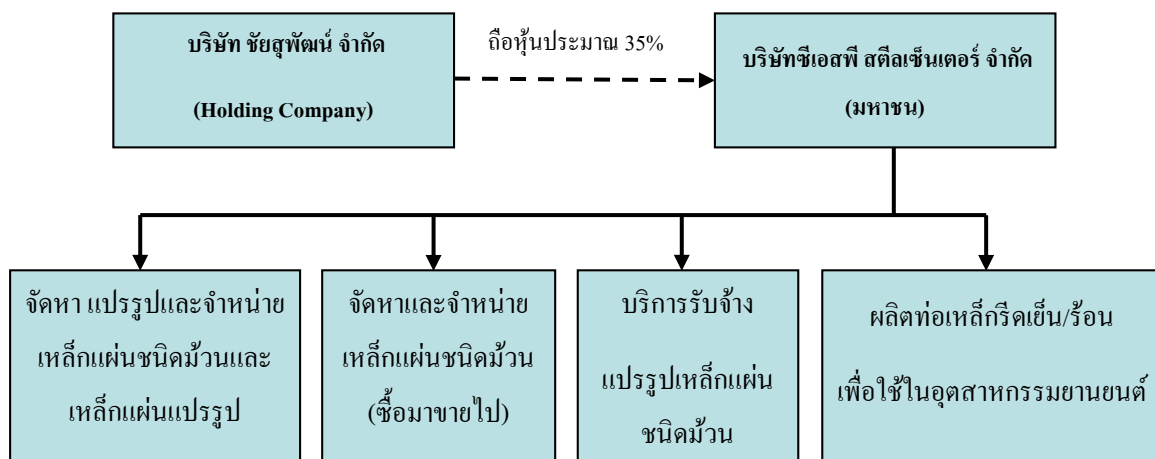 บริษัท ชัยสุพัฒน์ จำกัด
(Holding Company)
ถือหุ้นประมาณ 35%
บริษัทซีเอสพี สตีลเซ็นเตอร์ จำกัด
(มหาชน)
จัดหา แปรรูปและจำหน่าย
เหล็กแผ่นชนิดม้วนและ
เหล็กแผ่นแปรรูป
จัดหาและจำหน่าย
เหล็กแผ่นชนิดม้วน
(ซื้อมาขายไป)
บริการรับจ้าง
แปรรูปเหล็กแผ่น
ชนิดม้วน
ผลิตท่อเหล็กรีดเย็น/ร้อน
เพื่อใช้ในอุตสาหกรรมยานยนต์